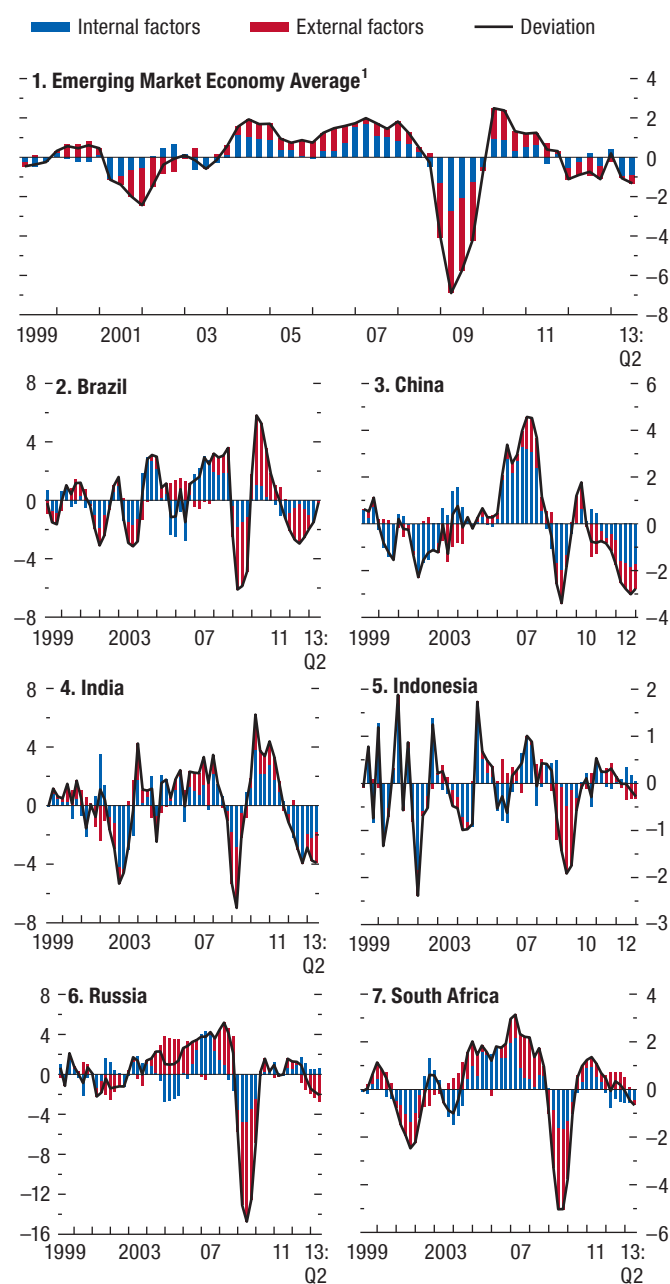 Internal factors External factors Deviation
1. Emerging Market Economy Average¹
4
2
0
−2
−4
−6
−8
1999 2001 03 05 07 09 11 13:
Q2
2. Brazil
8
4
0
−4
−8
1999 2003 07 11 13:
Q2
3. China
6
4
2
0
−2
−4
1999 2003 07 10 12
4. India
8
4
0
−4
−8
1999 2003 07 11 13:
Q2
5. Indonesia
2
1
0
−1
−2
−3
1999 2003 07 10 12
6. Russia
8
4
0
−4
−8
−12
−16
1999 2003 07 11 13:
Q2
7. South Africa
4
2
0
−2
−4
−6
1999 2003 07 11 13:
Q2